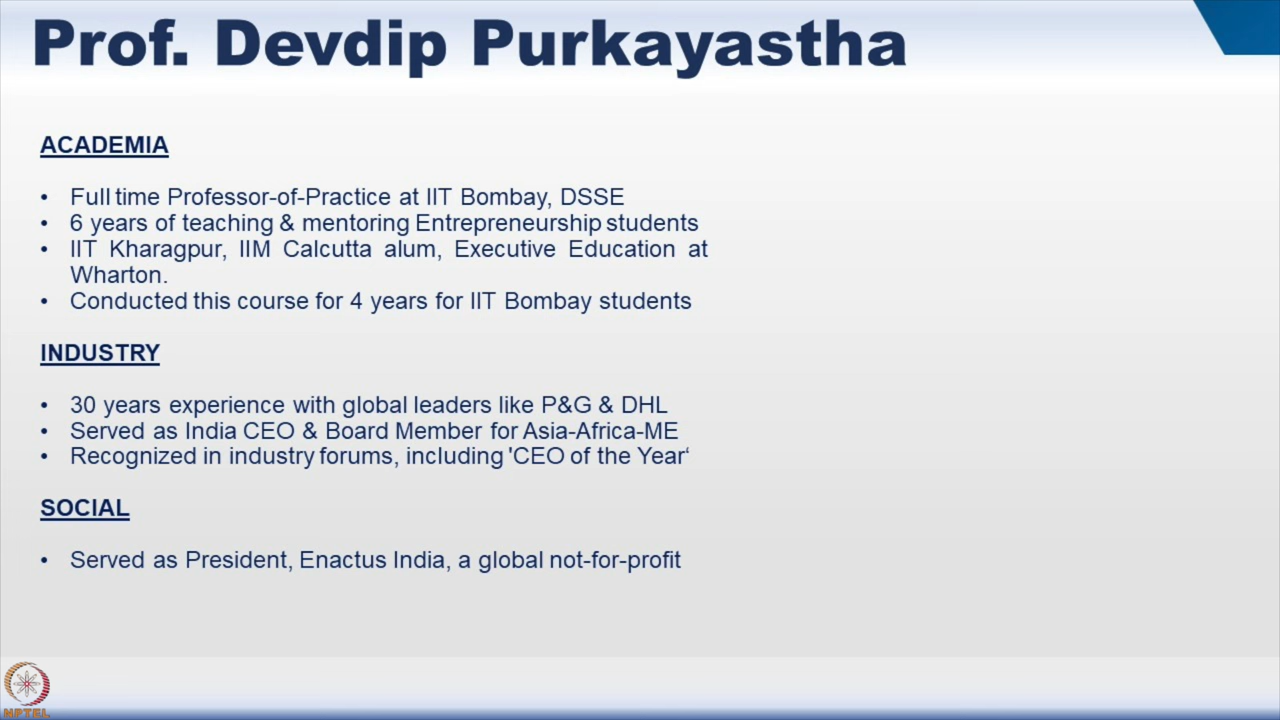 Prof. Devdip Purkayastha
ACADEMIA
• Full time Professor-of-Practice at IIT Bombay, DSSE
• 6 years of teaching & mentoring Entrepreneurship students
• IIT Kharagpur, IIM Calcutta alum, Executive Education at
Wharton.
• Conducted this course for 4 years for IIT Bombay students
INDUSTRY
• 30 years experience with global leaders like P&G & DHL
• Served as India CEO & Board Member for Asia-Africa-ME
• Recognized in industry forums, including 'CEO of the Year‘
SOCIAL
• Served as President, Enactus India, a global not-for-profit
NPTEL